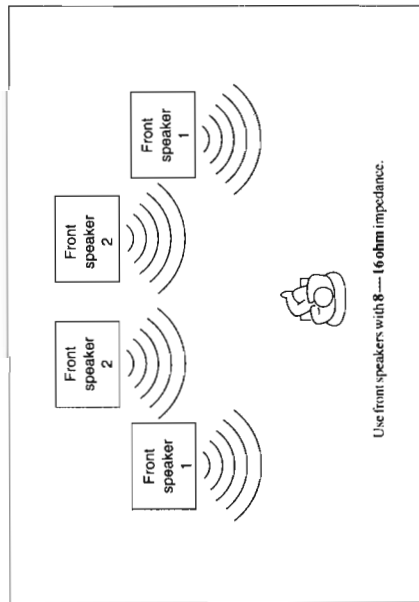 Front
speaker
2
Front
speaker
2
Front
speaker
1
Front
speaker
1
Use front speakers with 8 — 16 ohm impedance.